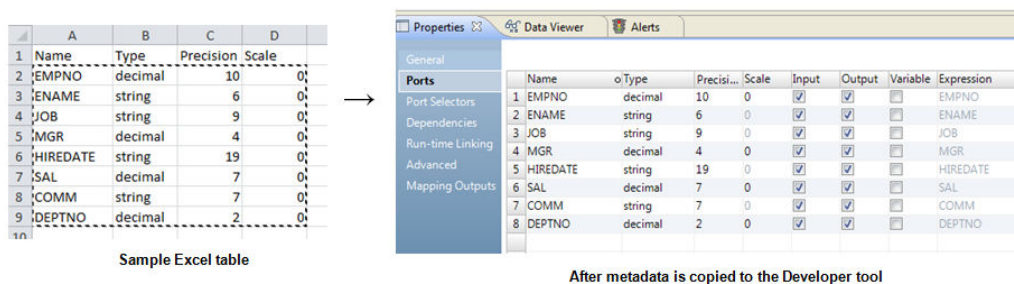 A B C D
1 Name Type Precision Scale
2 EMPNO decimal 10 0
3 ENAME string 6 0
4 JOB string 9 0
5 MGR decimal 4 0
6 HIREDATE string 19 0
7 SAL decimal 7 0
8 COMM string 7 0
9 DEPTNO decimal 2 0
10
Sample Excel table
Properties Data Viewer Alerts
General
Ports
Port Selectors
Dependencies
Run-time Linking
Advanced
Mapping Outputs
Name Type Precisi... Scale Input Output Variable Expression
1 EMPNO decimal 10 0 EMPNO
2 ENAME string 6 0 ENAME
3 JOB string 9 0 JOB
4 MGR decimal 4 0 MGR
5 HIREDATE string 19 0 HIREDATE
6 SAL decimal 7 0 SAL
7 COMM string 7 0 COMM
8 DEPTNO decimal 2 0 DEPTNO
After metadata is copied to the Developer tool